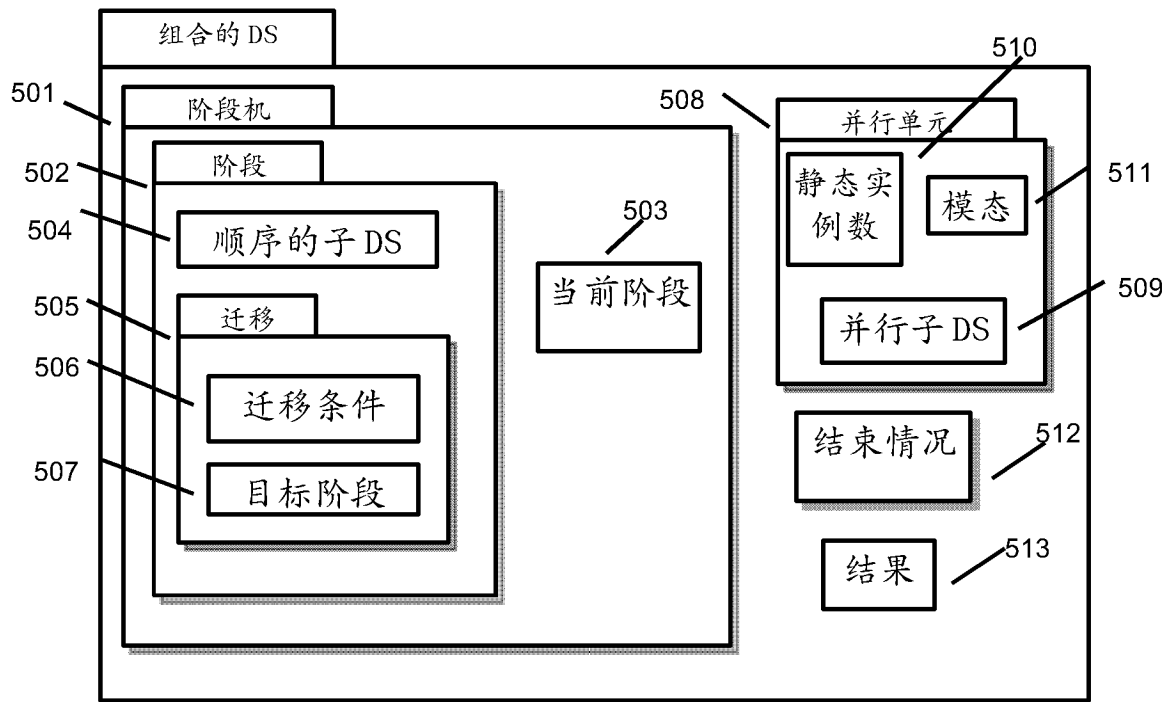 组合的 DS
501
阶段机
502
阶段
504
顺序的子 DS
505
迁移
506
迁移条件
507
目标阶段
503
当前阶段
508
并行单元
510
静态实
例数
511
模态
509
并行子 DS
结束情况
512
结果
513